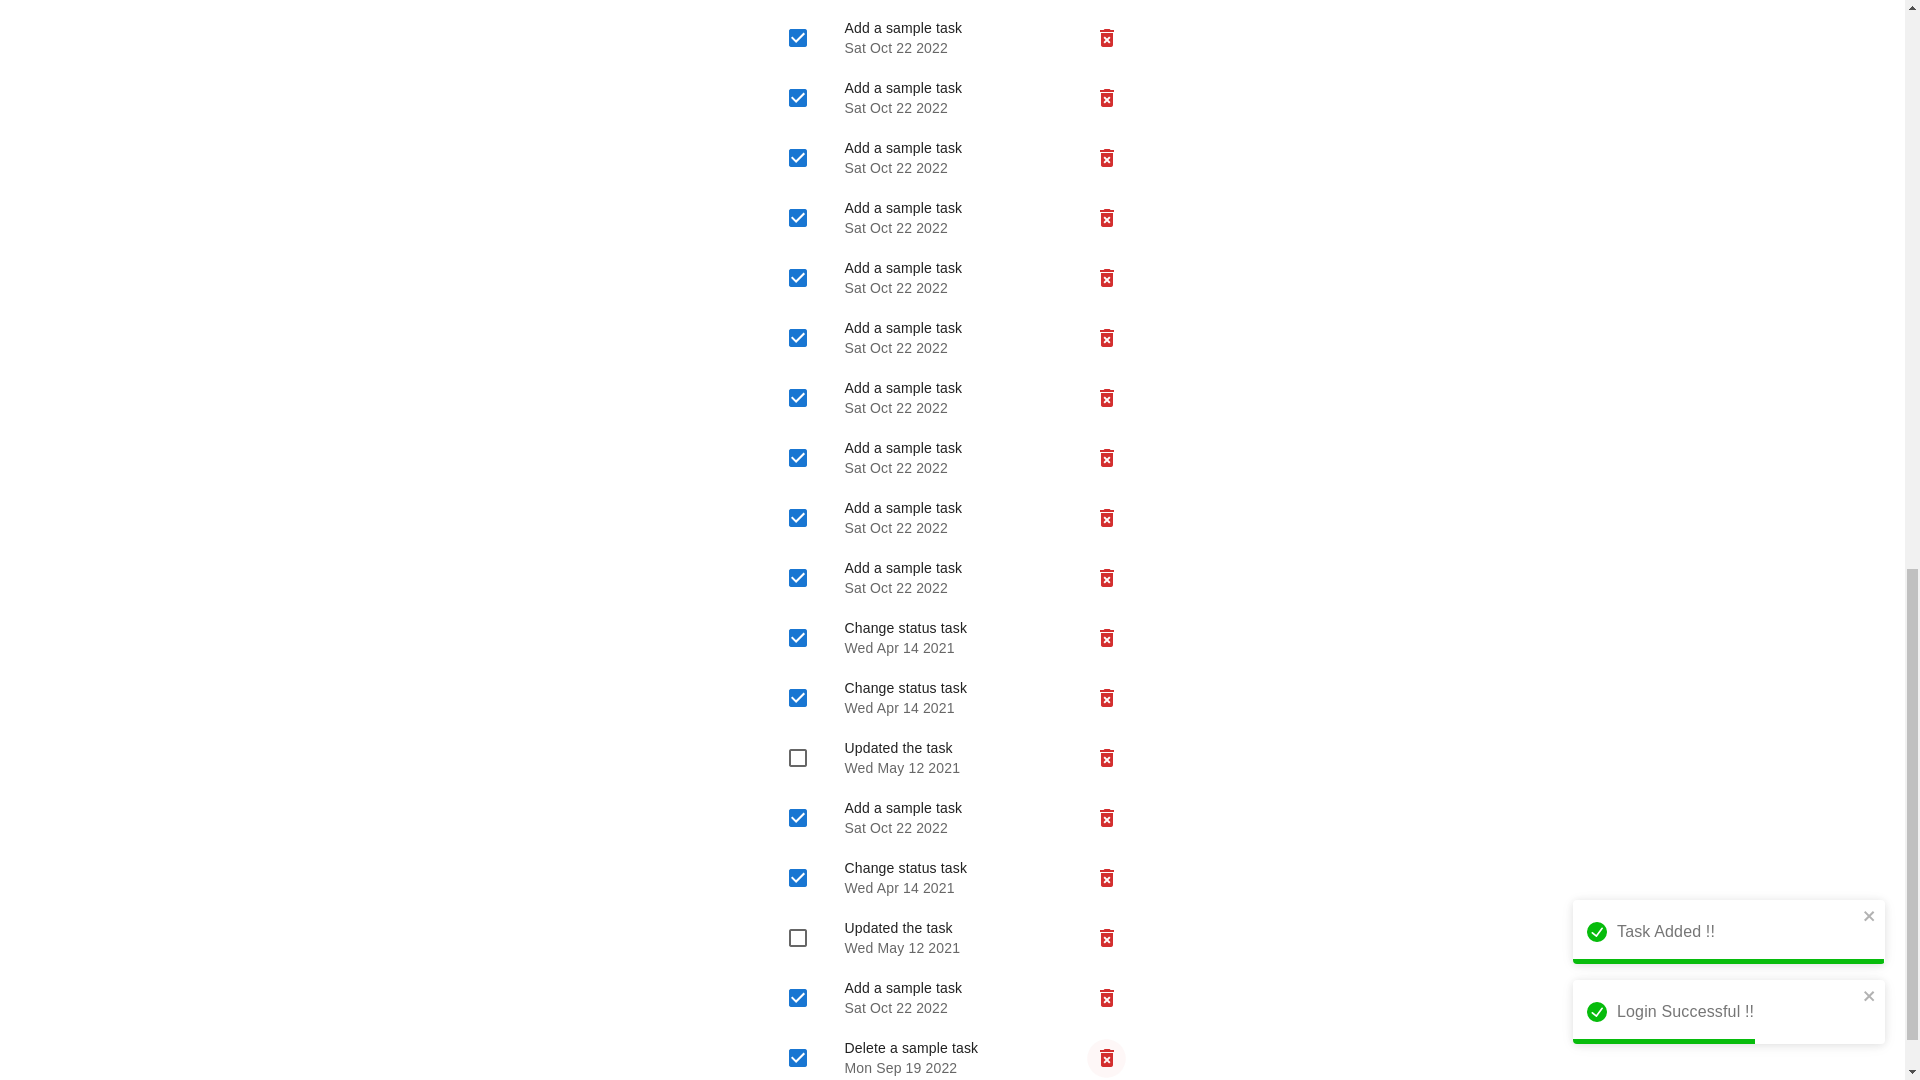 Add a sample task
Sat Oct 22 2022
Add a sample task
Sat Oct 22 2022
Add a sample task
Sat Oct 22 2022
Add a sample task
Sat Oct 22 2022
Add a sample task
Sat Oct 22 2022
Add a sample task
Sat Oct 22 2022
Add a sample task
Sat Oct 22 2022
Add a sample task
Sat Oct 22 2022
Add a sample task
Sat Oct 22 2022
Add a sample task
Sat Oct 22 2022
Change status task
Wed Apr 14 2021
Change status task
Wed Apr 14 2021
Updated the task
Wed May 12 2021
Add a sample task
Sat Oct 22 2022
Change status task
Wed Apr 14 2021
Updated the task
Wed May 12 2021
Add a sample task
Sat Oct 22 2022
Delete a sample task
Mon Sep 19 2022
Task Added !!
Login Successful !!